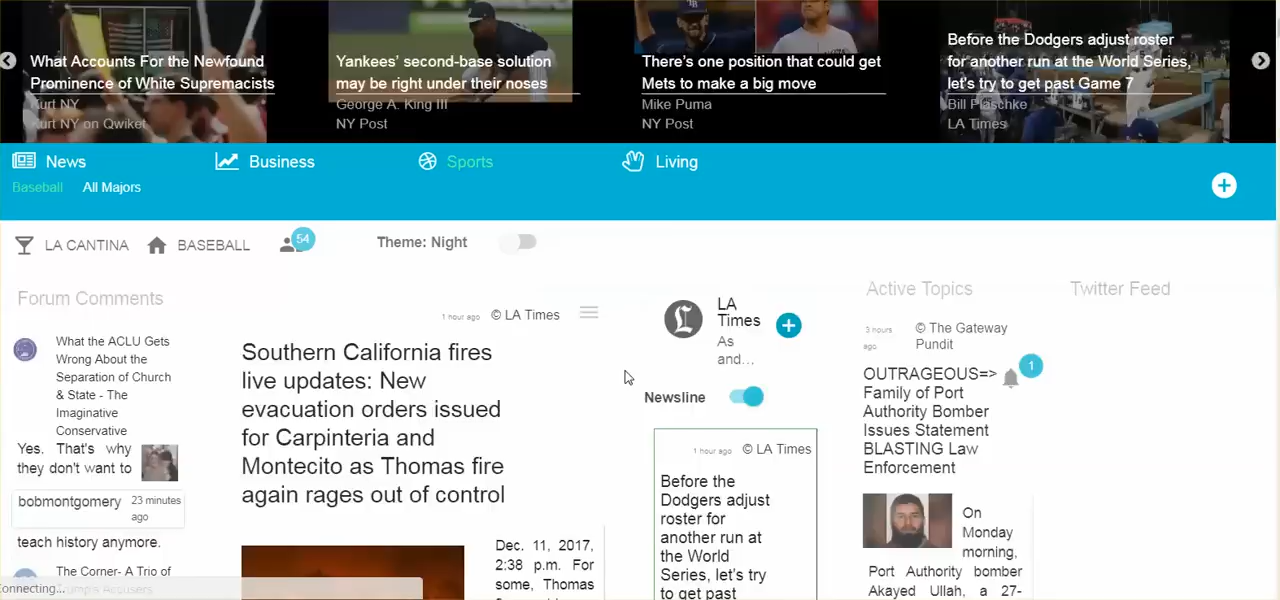 What Accounts For the Newfound
Prominence of White Supremacists
Kurt NY
Kurt NY on Qwiket
Yankees' second-base solution
may be right under their noses
George A. King III
NY Post
There's one position that could get
Mets to make a big move
Mike Puma
NY Post
Before the Dodgers adjust roster
for another run at the World Series,
let's try to get past Game 7
Bill Plaschke
LA Times
News
Business
Sports
Living
Baseball
All Majors
LA CANTINA
BASEBALL
54
Theme: Night
Forum Comments
What the ACLU Gets
Wrong About the
Separation of Church
& State - The
Imaginative
Conservative
Yes. That's why
they don't want to
bobmontgomery
23 minutes
ago
teach history anymore.
The Corner- A Trio of
Connecting...
1 hour ago
© LA Times
Southern California fires
live updates: New
evacuation orders issued
for Carpinteria and
Montecito as Thomas fire
again rages out of control
Dec. 11, 2017,
2:38 p.m. For
some, Thomas
LA
Times
As
and...
Newsline
1 hour ago
© LA Times
Before the
Dodgers adjust
roster for
another run at
the World
Series, let's try
to get past
Active Topics
3 hours
ago
© The Gateway
Pundit
OUTRAGEOUS=>
Family of Port
Authority Bomber
Issues Statement
BLASTING Law
Enforcement
1
On
Monday
morning,
Port Authority bomber
Akayed Ullah, a 27-
Twitter Feed